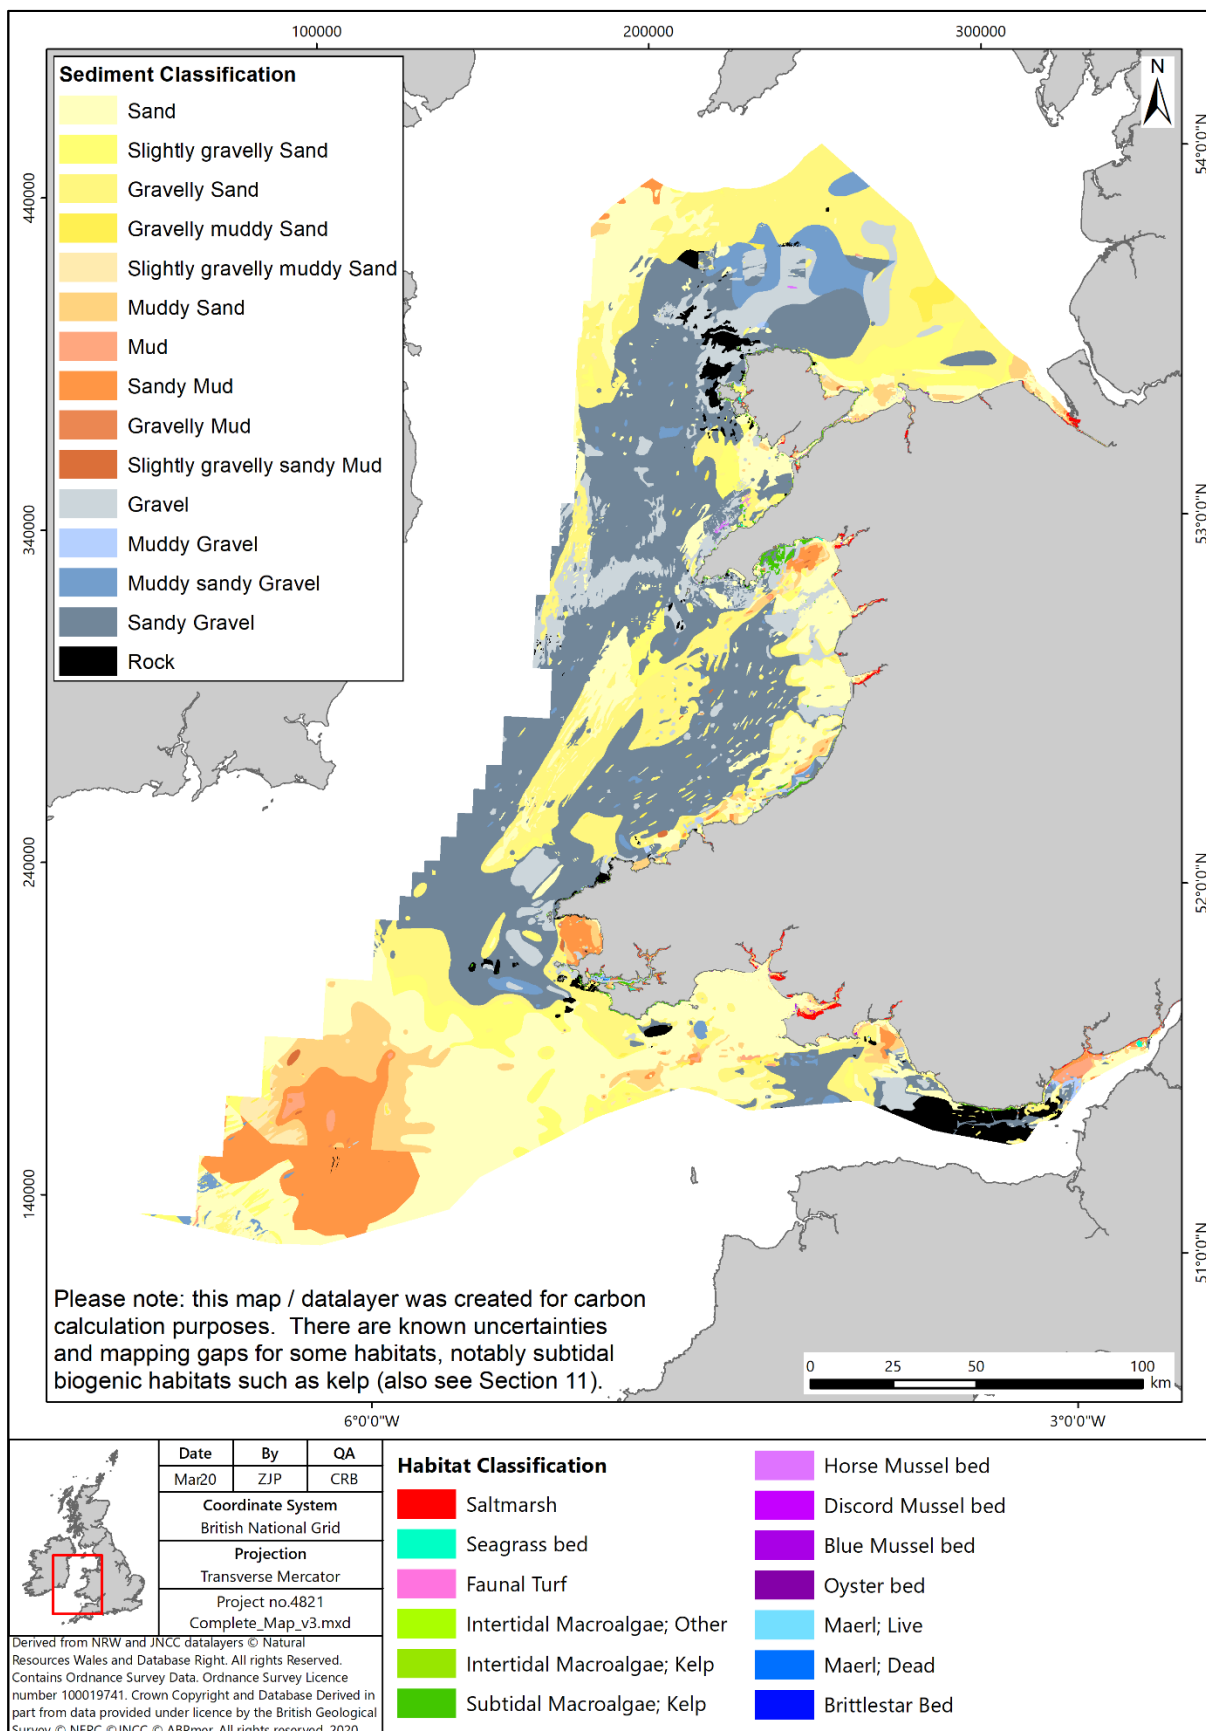 100000
200000
300000
Sediment Classification
Sand
Slightly gravelly Sand
Gravelly Sand
Gravelly muddy Sand
Slightly gravelly muddy Sand
Muddy Sand
Mud
Sandy Mud
Gravelly Mud
Slightly gravelly sandy Mud
Gravel
Muddy Gravel
Muddy sandy Gravel
Sandy Gravel
Rock
N
440000
340000
240000
140000
54°0'0"N
53°0'0"N
52°0'0"N
51°0'0"N
Please note: this map / datalayer was created for carbon
calculation purposes. There are known uncertainties
and mapping gaps for some habitats, notably subtidal
biogenic habitats such as kelp (also see Section 11).
0 25 50 100
km
6°0'0"W
3°0'0"W
Date By QA
Mar20 ZJP CRB
Coordinate System
British National Grid
Projection
Transverse Mercator
Project no.4821
Complete_Map_v3.mxd
Derived from NRW and JNCC datalayers © Natural
Resources Wales and Database Right. All rights Reserved.
Contains Ordnance Survey Data. Ordnance Survey Licence
number 100019741. Crown Copyright and Database Derived in
part from data provided under licence by the British Geological
Survey © NERC ©JNCC © ABPmer. All rights reserved, 2020
Habitat Classification
Saltmarsh
Seagrass bed
Faunal Turf
Intertidal Macroalgae; Other
Intertidal Macroalgae; Kelp
Subtidal Macroalgae; Kelp
Horse Mussel bed
Discord Mussel bed
Blue Mussel bed
Oyster bed
Maerl; Live
Maerl; Dead
Brittlestar Bed